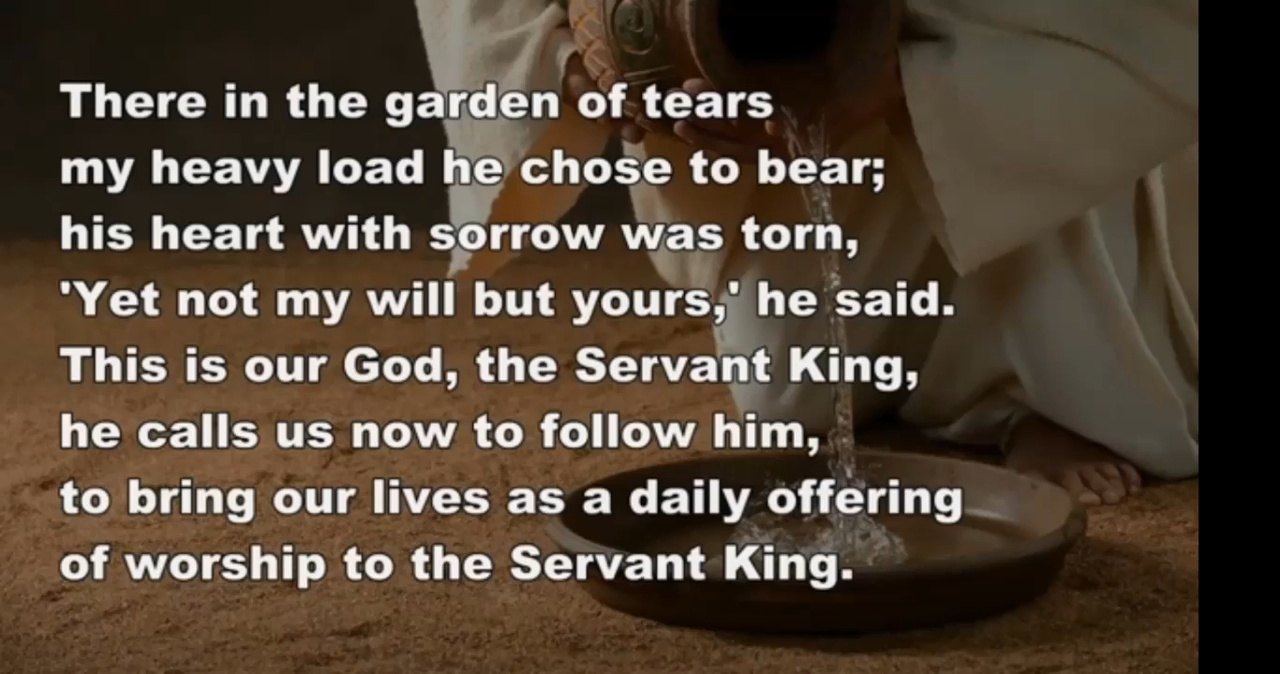 There in the garden of tears
my heavy load he chose to bear;
his heart with sorrow was torn,
'Yet not my will but yours,' he said.
This is our God, the Servant King,
he calls us now to follow him,
to bring our lives as a daily offering
of worship to the Servant King.